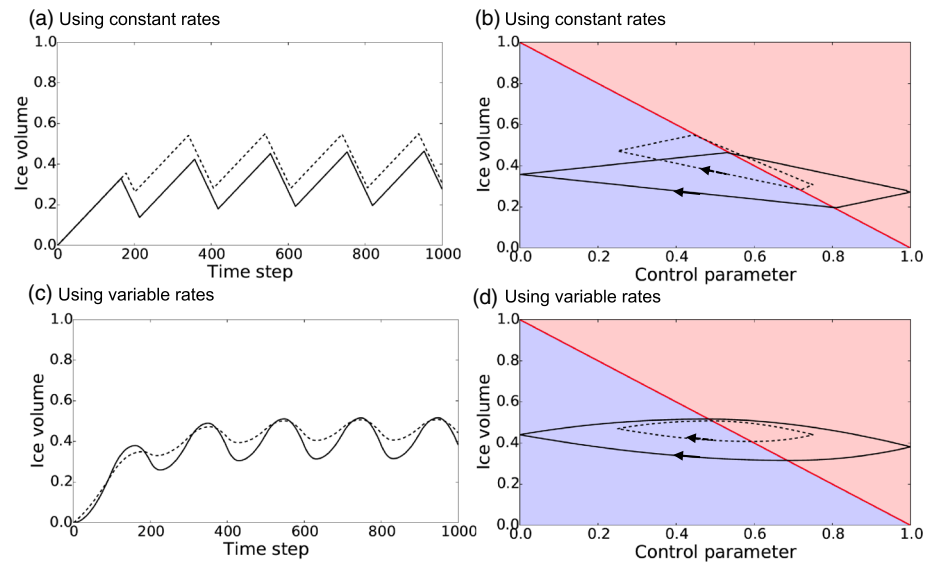 (a) Using constant rates
1.0
0.8
0.6
0.4
0.2
0.0
Ice volume
0 200 400 600 800 1000
Time step
(b) Using constant rates
1.0
0.8
0.6
0.4
0.2
0.0
Ice volume
0.0 0.2 0.4 0.6 0.8 1.0
Control parameter
(c) Using variable rates
1.0
0.8
0.6
0.4
0.2
0.0
Ice volume
0 200 400 600 800 1000
Time step
(d) Using variable rates
1.0
0.8
0.6
0.4
0.2
0.0
Ice volume
0.0 0.2 0.4 0.6 0.8 1.0
Control parameter